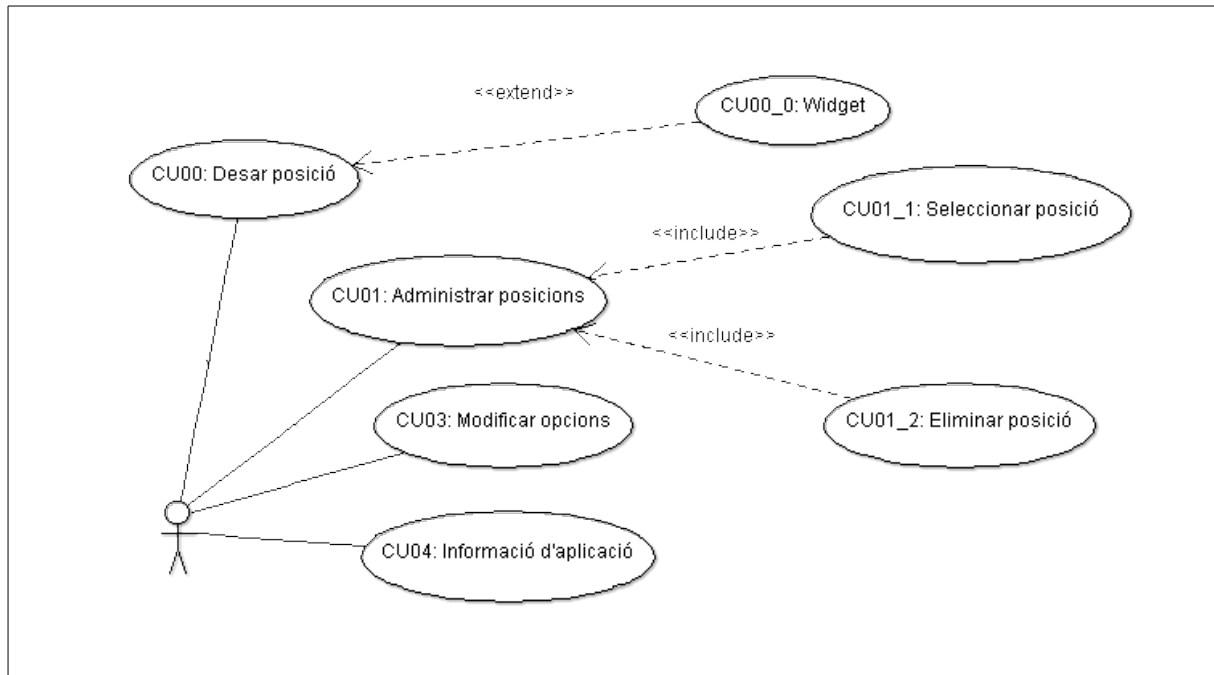 <<extend>>
CU00_0: Widget
CU00: Desar posició
CU01_1: Seleccionar posició
<<include>>
CU01: Administrar posicions
<<include>>
CU03: Modificar opcions
CU01_2: Eliminar posició
CU04: Informació d'aplicació